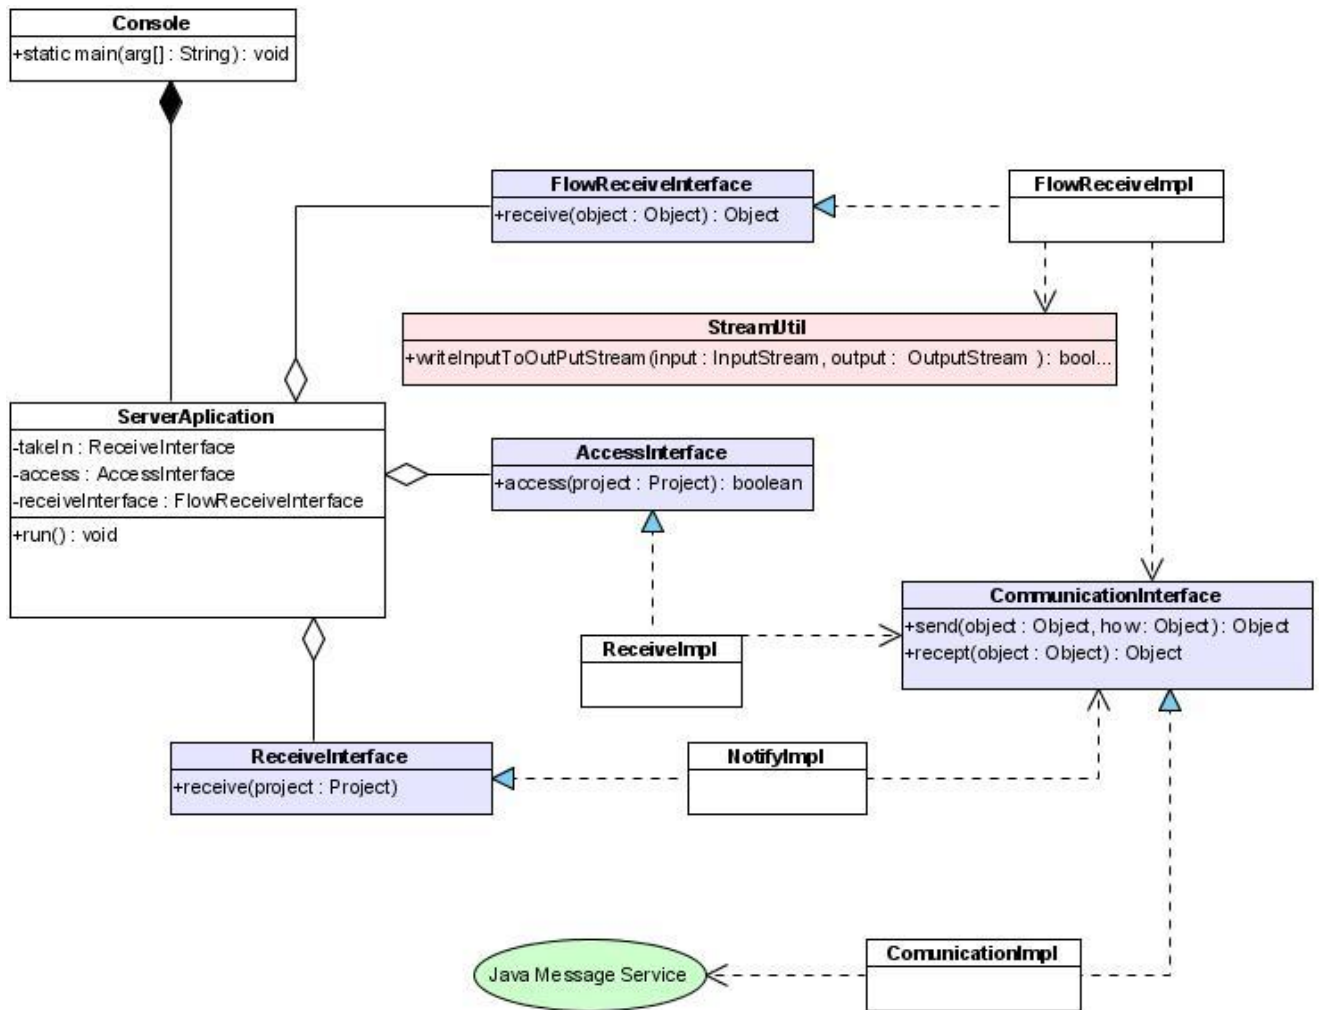 Console
+static main(arg[] : String) : void
FlowReceiveInterface
+receive(object : Object) : Object
FlowReceiveImpl
StreamUtil
+writeInputToOutPutStream(input : InputStream, output : OutputStream ) : bool...
ServerAplication
-takeIn : ReceiveInterface
-access : AccessInterface
-receiveInterface : FlowReceiveInterface
+run() : void
AccessInterface
+access(project : Project) : boolean
CommunicationInterface
+send(object : Object, how : Object) : Object
+recept(object : Object) : Object
ReceiveImpl
ReceiveInterface
+receive(project : Project)
NotifyImpl
Java Message Service
ComunicationImpl